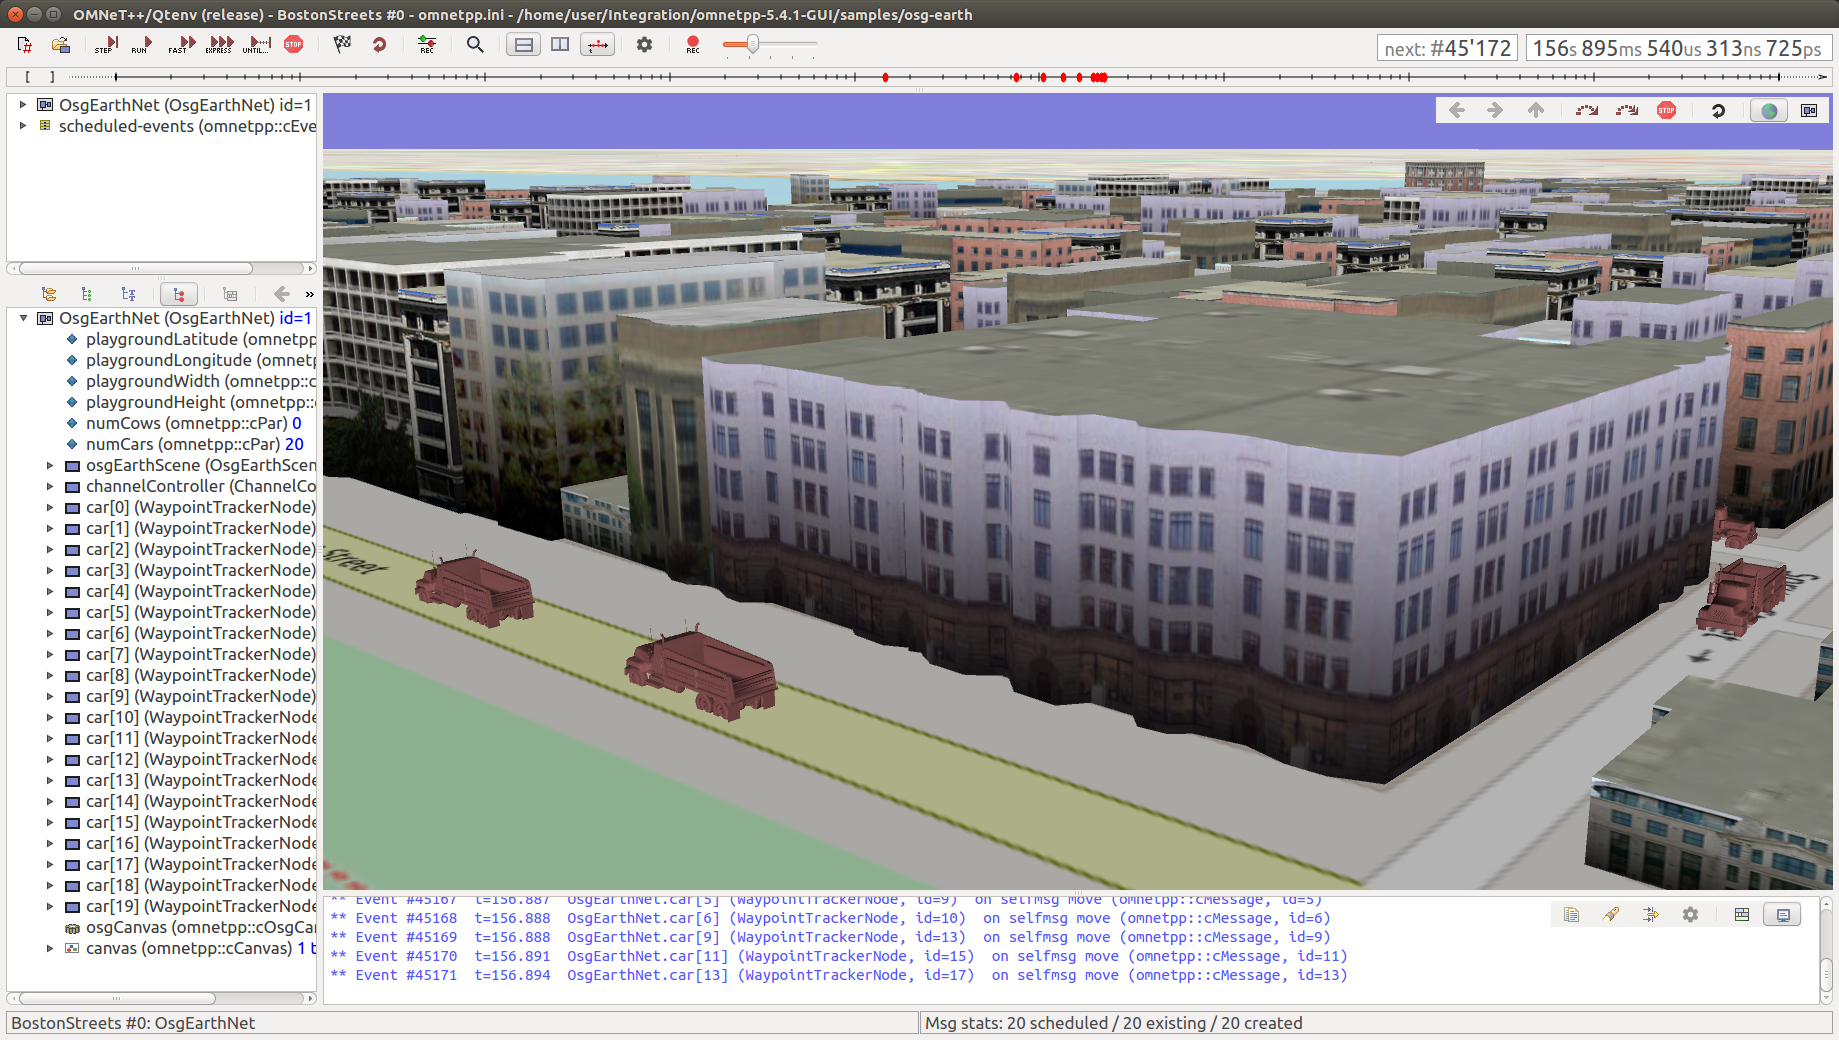 OMNeT++/Qtenv (release) - BostonStreets #0 - omnetpp.ini - /home/user/Integration/omnetpp-5.4.1-GUI/samples/osg-earth
STEP RUN FAST EXPRESS UNTIL... STOP REC REC
next: #45'172 156s 895ms 540us 313ns 725ps
OsgEarthNet (OsgEarthNet) id=1
scheduled-events (omnetpp::cEve
STOP
OsgEarthNet (OsgEarthNet) id=1
playgroundLatitude (omnetpp
playgroundLongitude (omnetp
playgroundWidth (omnetpp::c
playgroundHeight (omnetpp::
numCows (omnetpp::cPar) 0
numCars (omnetpp::cPar) 20
osgEarthScene (OsgEarthScen
channelController (ChannelCo
car[0] (WaypointTrackerNode)
car[1] (WaypointTrackerNode)
car[2] (WaypointTrackerNode)
car[3] (WaypointTrackerNode)
car[4] (WaypointTrackerNode)
car[5] (WaypointTrackerNode)
car[6] (WaypointTrackerNode)
car[7] (WaypointTrackerNode)
car[8] (WaypointTrackerNode)
car[9] (WaypointTrackerNode)
car[10] (WaypointTrackerNode
car[11] (WaypointTrackerNode
car[12] (WaypointTrackerNode
car[13] (WaypointTrackerNode
car[14] (WaypointTrackerNode
car[15] (WaypointTrackerNode
car[16] (WaypointTrackerNode
car[17] (WaypointTrackerNode
car[18] (WaypointTrackerNode
car[19] (WaypointTrackerNode
osgCanvas (omnetpp::cOsgCan
canvas (omnetpp::cCanvas) 1 t
Street
** Event #45167 t=156.887 OsgEarthNet.car[5] (WaypointTrackerNode, id=9) on selfmsg move (omnetpp::cMessage, id=5)
** Event #45168 t=156.888 OsgEarthNet.car[6] (WaypointTrackerNode, id=10) on selfmsg move (omnetpp::cMessage, id=6)
** Event #45169 t=156.888 OsgEarthNet.car[9] (WaypointTrackerNode, id=13) on selfmsg move (omnetpp::cMessage, id=9)
** Event #45170 t=156.891 OsgEarthNet.car[11] (WaypointTrackerNode, id=15) on selfmsg move (omnetpp::cMessage, id=11)
** Event #45171 t=156.894 OsgEarthNet.car[13] (WaypointTrackerNode, id=17) on selfmsg move (omnetpp::cMessage, id=13)
BostonStreets #0: OsgEarthNet
Msg stats: 20 scheduled / 20 existing / 20 created